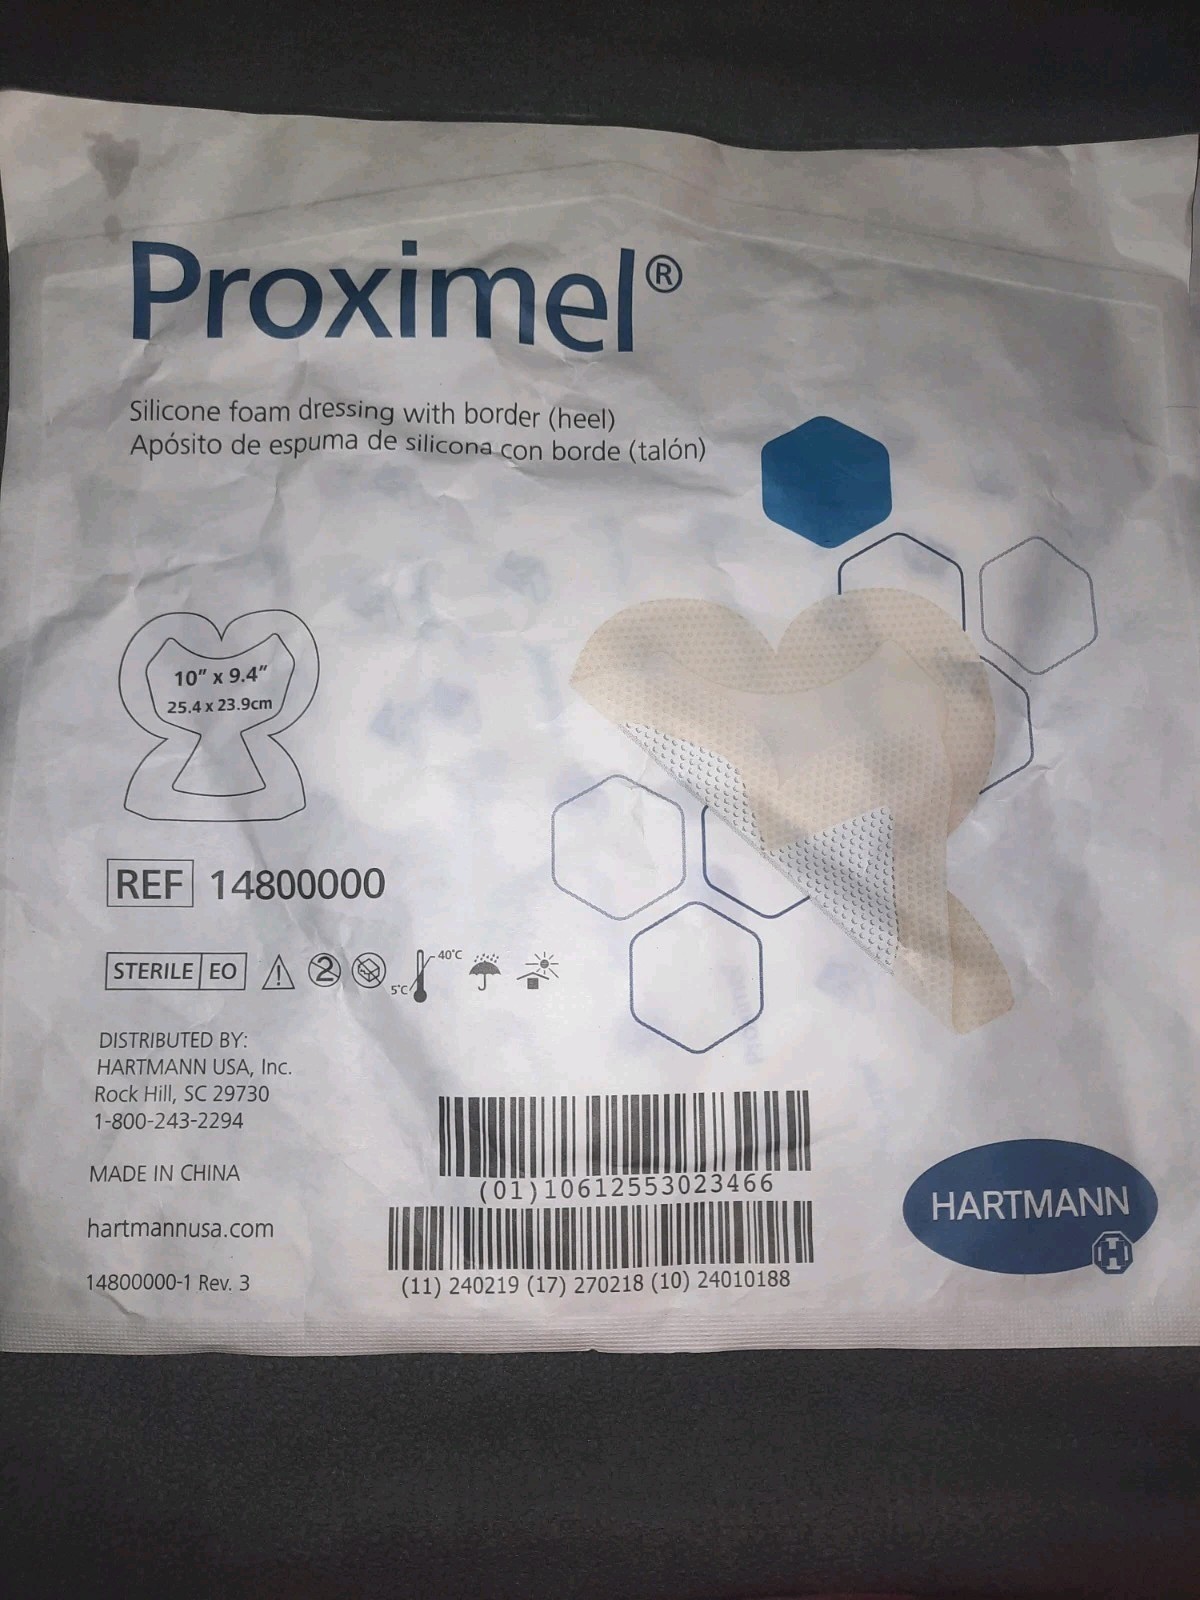 Proximel®
Silicone foam dressing with border (heel)
Apósito de espuma de silicona con borde (talón)
10” x 9.4”
25.4 x 23.9cm
REF 14800000
STERILE EO
2
5°C
40°C
DISTRIBUTED BY:
HARTMANN USA, Inc.
Rock Hill, SC 29730
1-800-243-2294
MADE IN CHINA
hartmannusa.com
14800000-1 Rev. 3
(01)10612553023466
(11) 240219 (17) 270218 (10) 24010188
HARTMANN
H